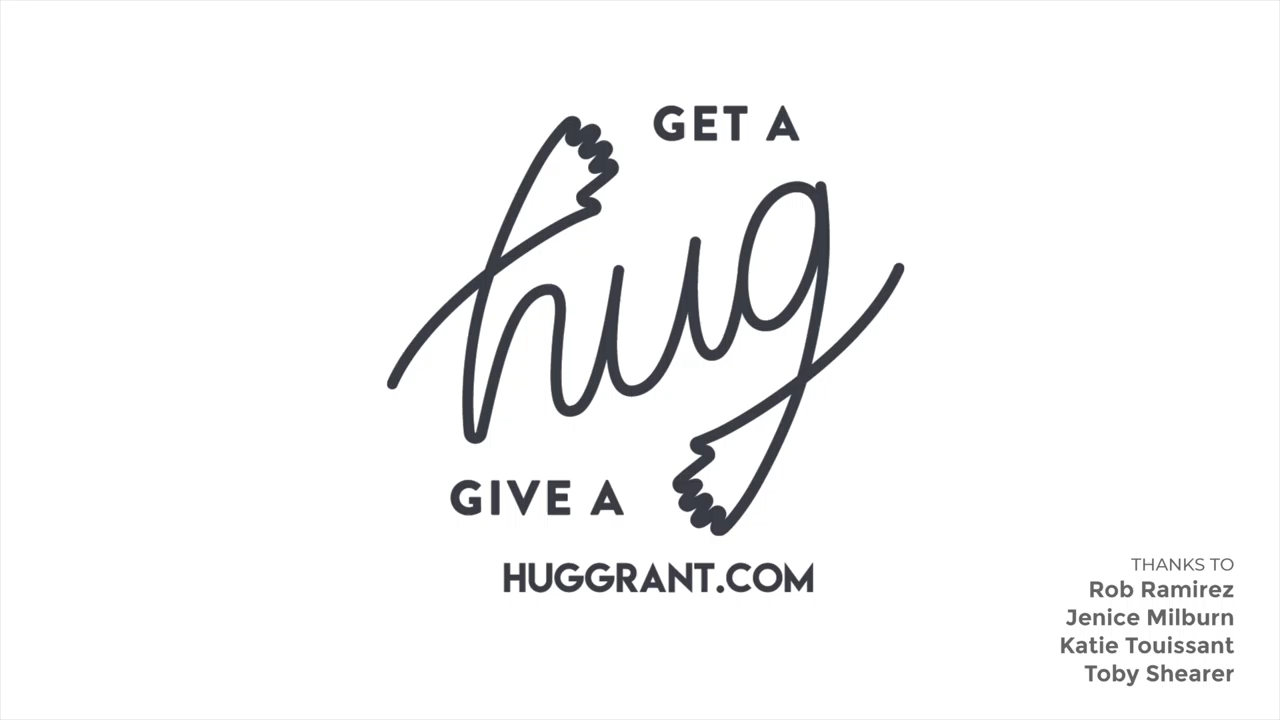 GET A
hug
GIVE A
HUGGRANT.COM
THANKS TO
Rob Ramirez
Jenice Milburn
Katie Touissant
Toby Shearer